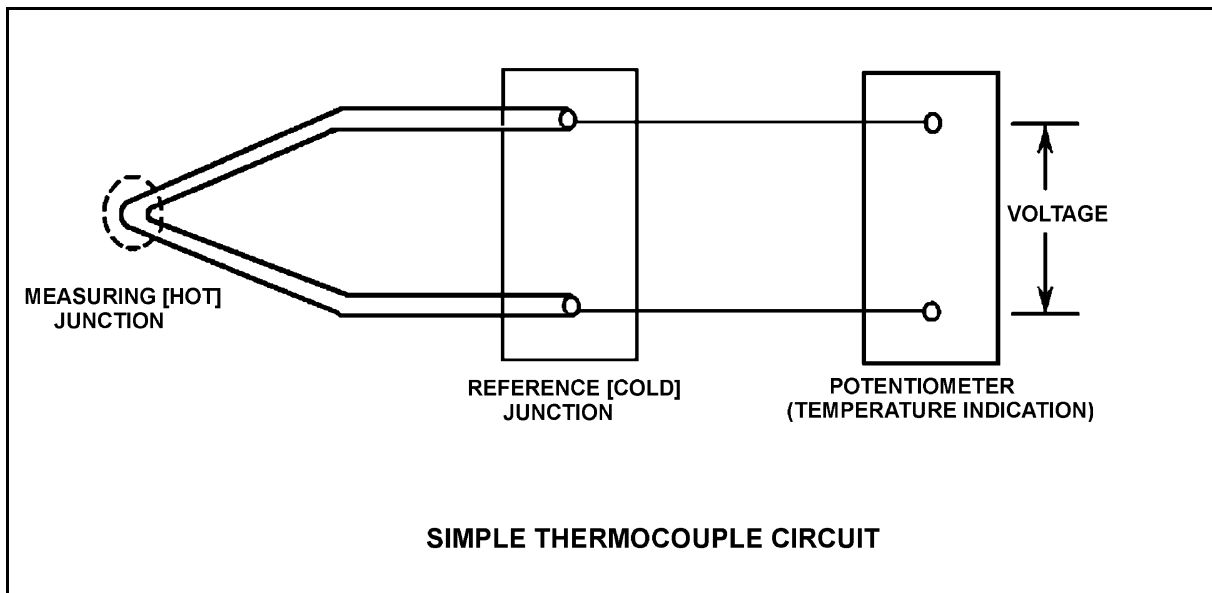 VOLTAGE
MEASURING [HOT]
JUNCTION
REFERENCE [COLD]
JUNCTION
POTENTIOMETER
(TEMPERATURE INDICATION)
SIMPLE THERMOCOUPLE CIRCUIT